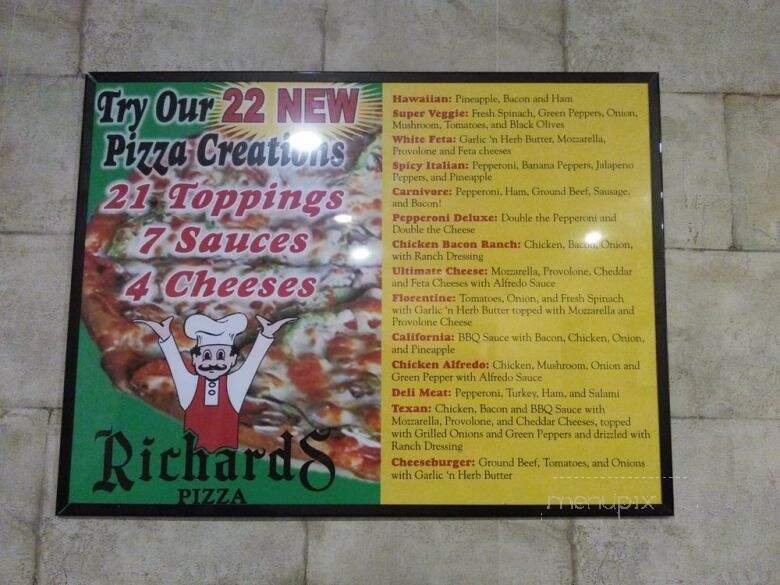 Try Our 22 NEW
Pizza Creations
21 Toppings
7 Sauces
4 Cheeses
Richards
PIZZA
Hawaiian: Pineapple, Bacon and Ham
Super Veggie: Fresh Spinach, Green Peppers, Onion,
Mushroom, Tomatoes, and Black Olives
White Feta: Garlic 'n Herb Butter, Mozzarella,
Provolone and Feta cheeses
Spicy Italian: Pepperoni, Banana Peppers, Jalapeno
Peppers, and Pineapple
Carnivore: Pepperoni, Ham, Ground Beef, Sausage,
and Bacon!
Pepperoni Deluxe: Double the Pepperoni and
Double the Cheese
Chicken Bacon Ranch: Chicken, Bacon, Onion,
with Ranch Dressing
Ultimate Cheese: Mozzarella, Provolone, Cheddar
and Feta Cheeses with Alfredo Sauce
Florentine: Tomatoes, Onion, and Fresh Spinach
with Garlic 'n Herb Butter topped with Mozzarella and
Provolone Cheese
California: BBQ Sauce with Bacon, Chicken, Onion,
and Pineapple
Chicken Alfredo: Chicken, Mushroom, Onion and
Green Pepper with Alfredo Sauce
Deli Meat: Pepperoni, Turkey, Ham, and Salami
Texan: Chicken, Bacon and BBQ Sauce with
Mozzarella, Provolone, and Cheddar Cheeses, topped
with Grilled Onions and Green Peppers and drizzled with
Ranch Dressing
Cheeseburger: Ground Beef, Tomatoes, and Onions
with Garlic 'n Herb Butter
menupix